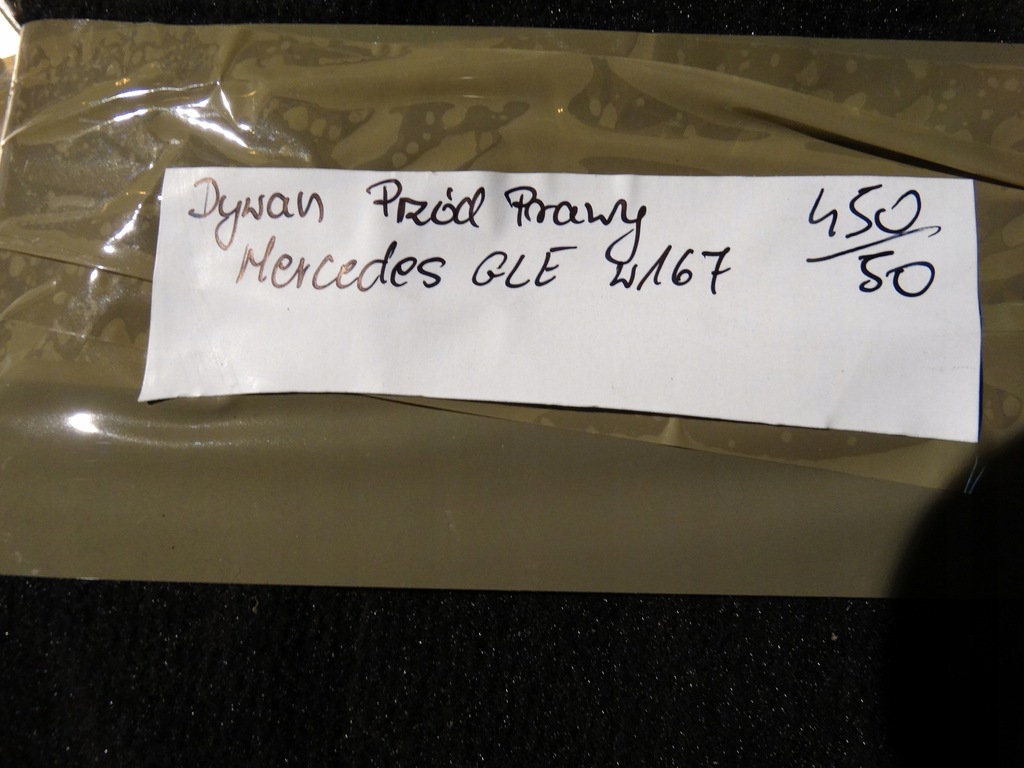 Dywan Przód Prawy 450
Mercedes GLE W167 50